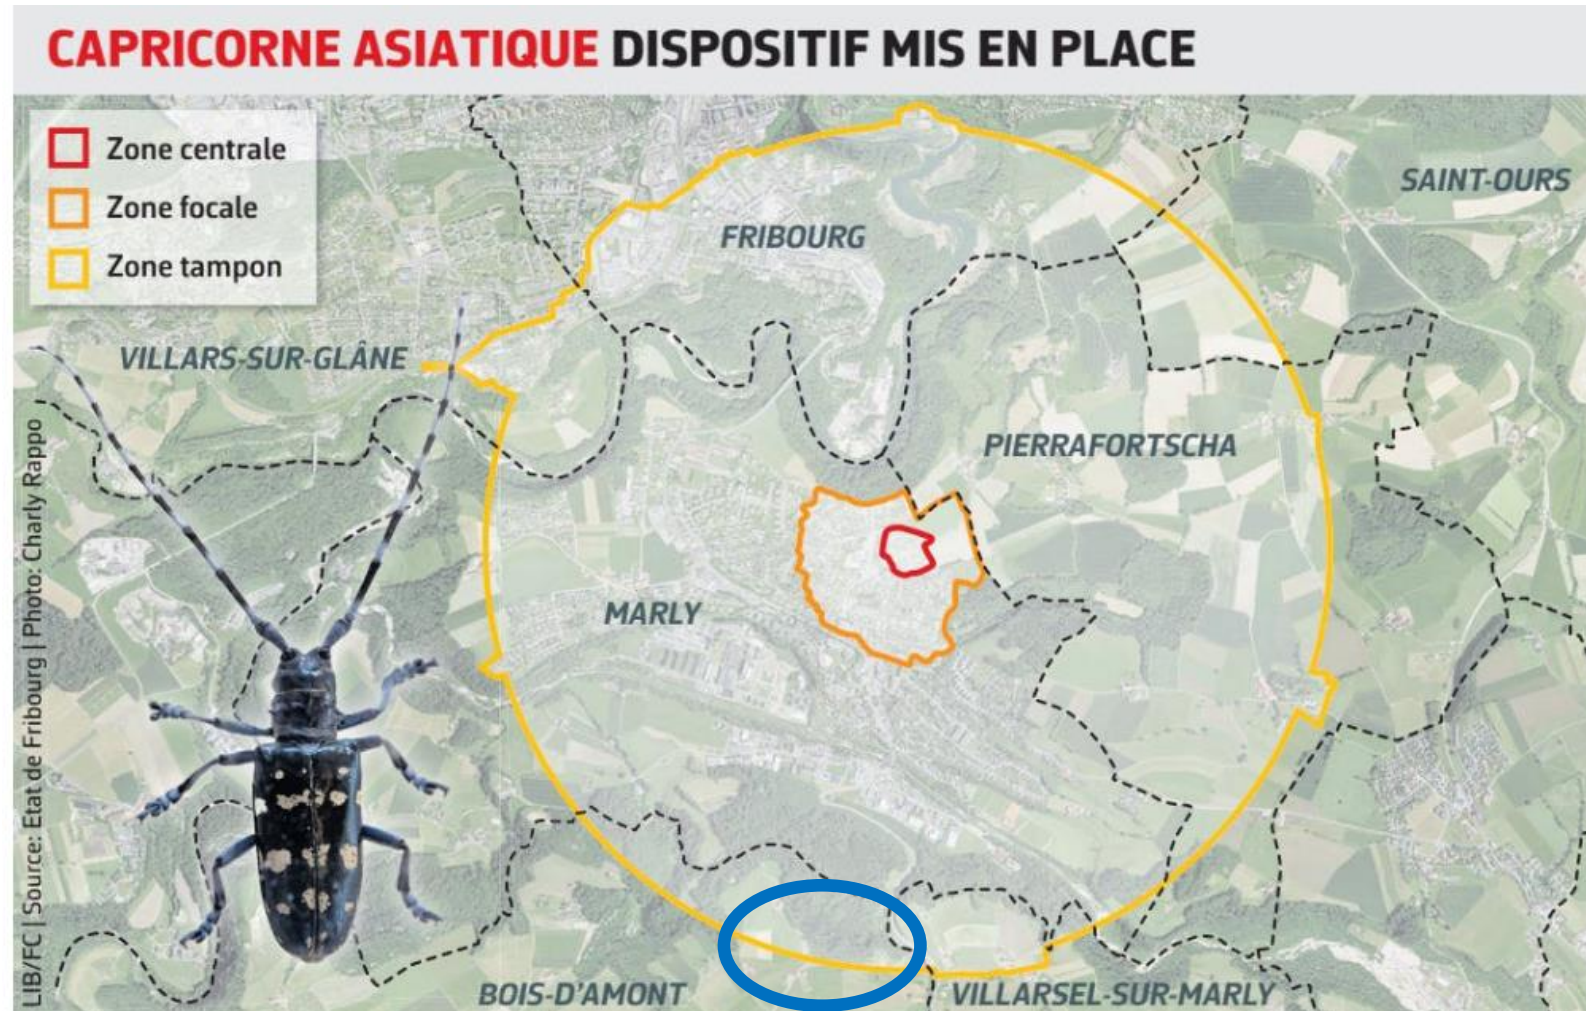 CAPRICORNE ASIATIQUE DISPOSITIF MIS EN PLACE
Zone centrale
Zone focale
Zone tampon
SAINT-OURS
FRIBOURG
VILLARS-SUR-GLÂNE
PIERRAFORTSCHA
MARLY
BOIS-D'AMONT
VILLARSEL-SUR-MARLY
LIB/FC | Source: Etat de Fribourg | Photo: Charly Rappo